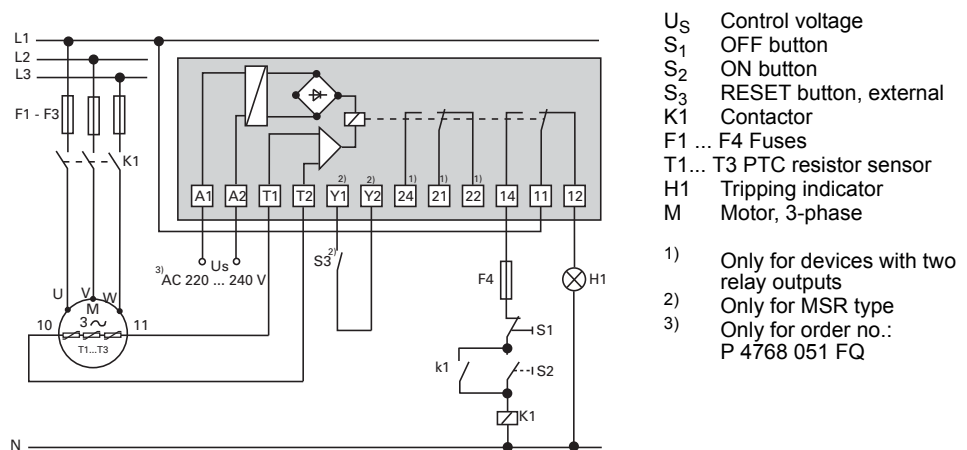 L1
L2
L3
F1 - F3
K1
2) 2) 1) 1) 1)
A1 A2 T1 T2 Y1 Y2 24 21 22 14 11 12
Us
3) AC 220 ... 240 V
S3 2)
F4
H1
U V W
M
3 ~
10 11
T1...T3
S1
k1
S2
K1
N
US Control voltage
S1 OFF button
S2 ON button
S3 RESET button, external
K1 Contactor
F1 ... F4 Fuses
T1... T3 PTC resistor sensor
H1 Tripping indicator
M Motor, 3-phase
1) Only for devices with two
relay outputs
2) Only for MSR type
3) Only for order no.:
P 4768 051 FQ